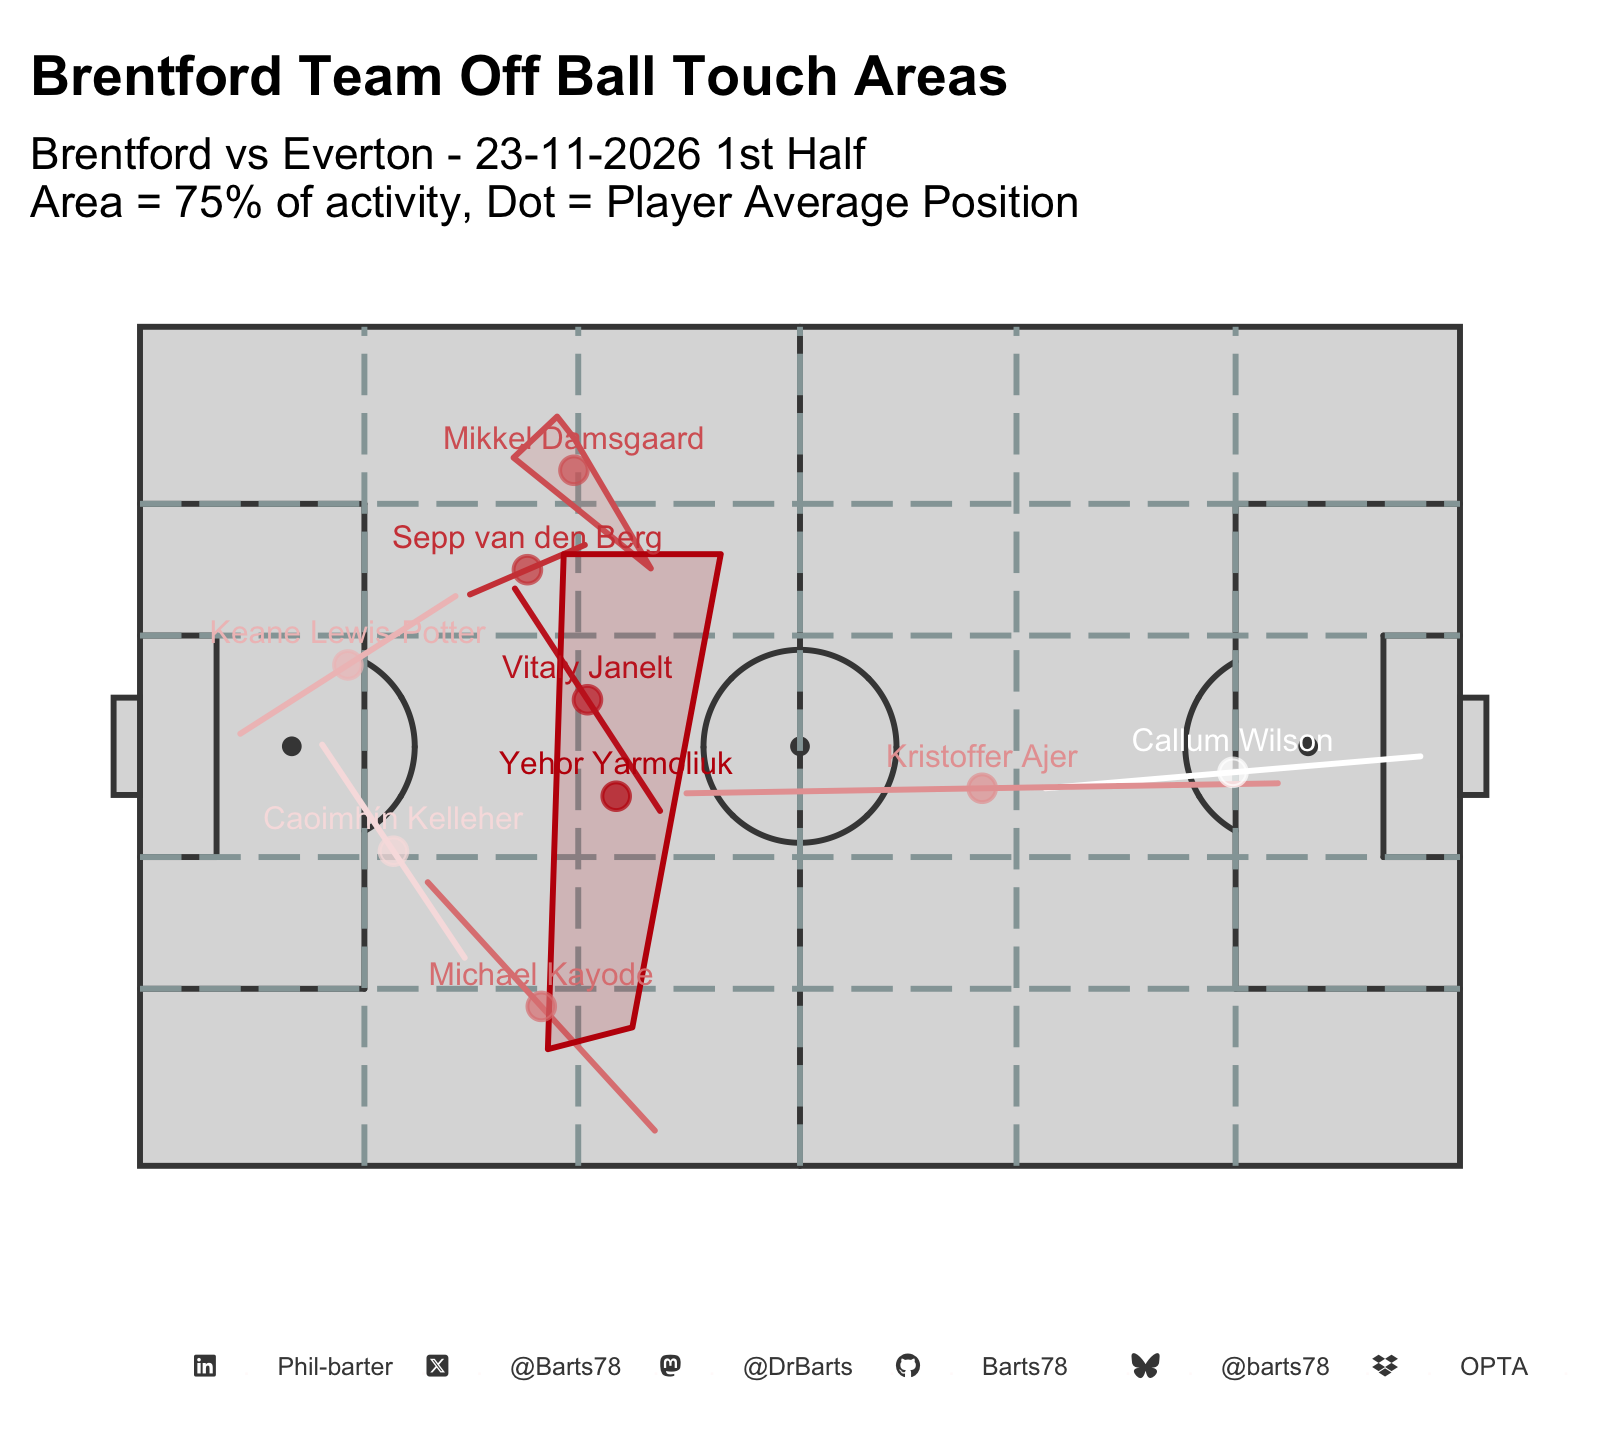 Brentford Team Off Ball Touch Areas
Brentford vs Everton - 23-11-2026 1st Half
Area = 75% of activity, Dot = Player Average Position
Mikkel Damsgaard
Sepp van den Berg
Keane Lewis-Potter
Vitaly Janelt
Callum Wilson
Kristoffer Ajer
Yehor Yarmoliuk
Caoimhín Kelleher
Michael Kayode
Phil-barter @Barts78 @DrBarts Barts78 @barts78 OPTA